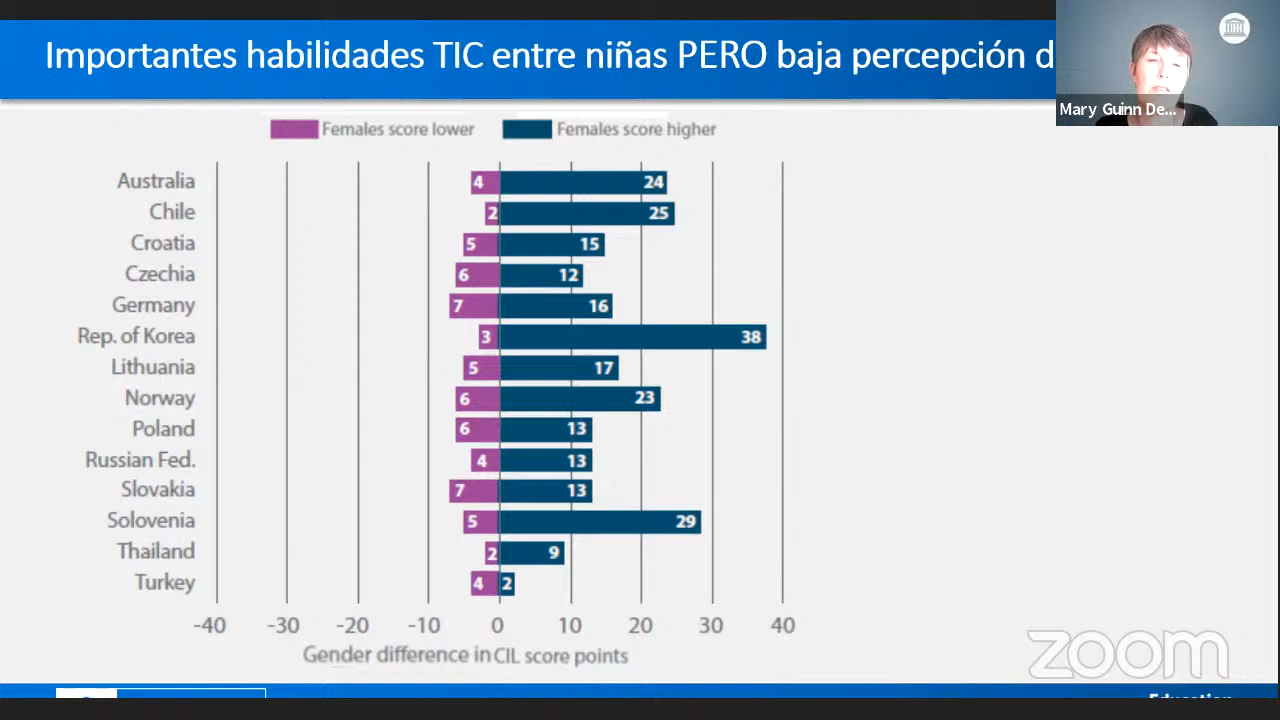 Importantes habilidades TIC entre niñas PERO baja percepción d
Mary Guinn De...
Females score lower
Females score higher
Australia 4 24
Chile 2 25
Croatia 5 15
Czechia 6 12
Germany 7 16
Rep. of Korea 3 38
Lithuania 5 17
Norway 6 23
Poland 6 13
Russian Fed. 4 13
Slovakia 7 13
Solovenia 5 29
Thailand 2 9
Turkey 4 2
-40 -30 -20 -10 0 10 20 30 40
Gender difference in CIL score points
zoom
Education